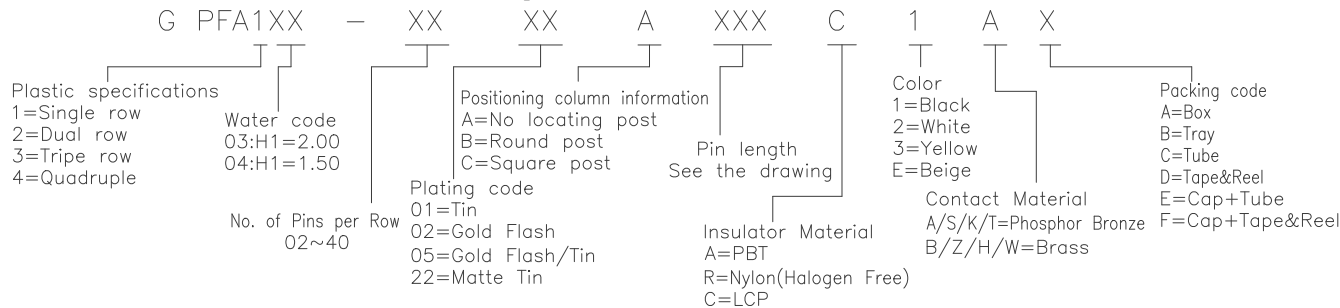 G PFA1XX - XX XX A XXX C 1 A X
Plastic specifications
1=Single row
2=Dual row
3=Tripe row
4=Quadruple
Water code
03:H1=2.00
04:H1=1.50
No. of Pins per Row
02~40
Positioning column information
A=No locating post
B=Round post
C=Square post
Plating code
01=Tin
02=Gold Flash
05=Gold Flash/Tin
22=Matte Tin
Pin length
See the drawing
Insulator Material
A=PBT
R=Nylon(Halogen Free)
C=LCP
Color
1=Black
2=White
3=Yellow
E=Beige
Contact Material
A/S/K/T=Phosphor Bronze
B/Z/H/W=Brass
Packing code
A=Box
B=Tray
C=Tube
D=Tape&Reel
E=Cap+Tube
F=Cap+Tape&Reel